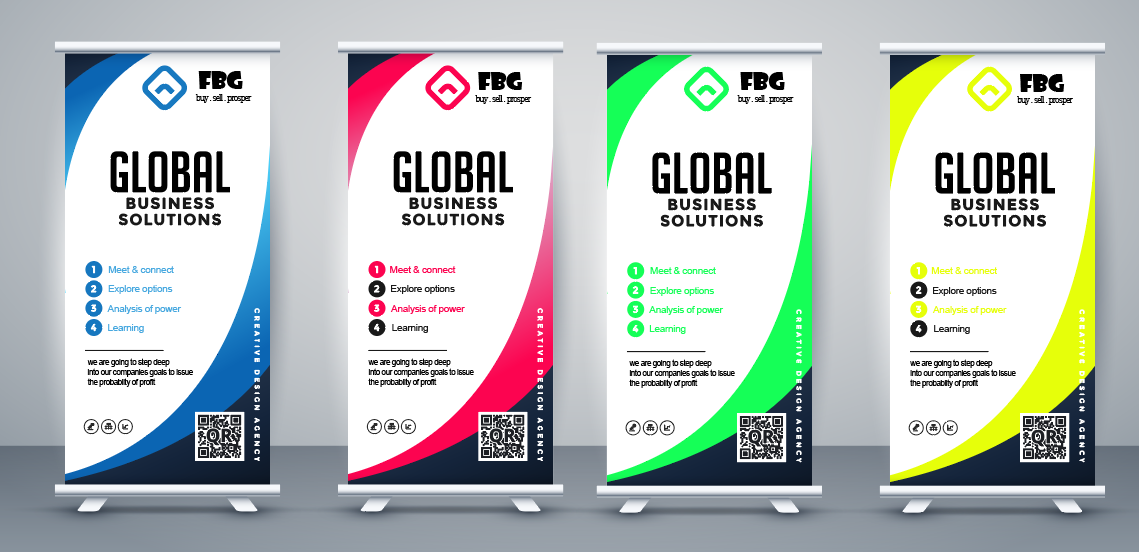 FBG
buy . sell . prosper
GLOBAL
BUSINESS
SOLUTIONS
1 Meet & connect
2 Explore options
3 Analysis of power
4 Learning
we are going to step deep
into our companies goals to issue
the probablity of profit
QR
CREATIVE DESIGN AGENCY
FBG
buy . sell . prosper
GLOBAL
BUSINESS
SOLUTIONS
1 Meet & connect
2 Explore options
3 Analysis of power
4 Learning
we are going to step deep
into our companies goals to issue
the probablity of profit
QR
CREATIVE DESIGN AGENCY
FBG
buy . sell . prosper
GLOBAL
BUSINESS
SOLUTIONS
1 Meet & connect
2 Explore options
3 Analysis of power
4 Learning
we are going to step deep
into our companies goals to issue
the probablity of profit
QR
CREATIVE DESIGN AGENCY
FBG
buy . sell . prosper
GLOBAL
BUSINESS
SOLUTIONS
1 Meet & connect
2 Explore options
3 Analysis of power
4 Learning
we are going to step deep
into our companies goals to issue
the probablity of profit
QR
CREATIVE DESIGN AGENCY